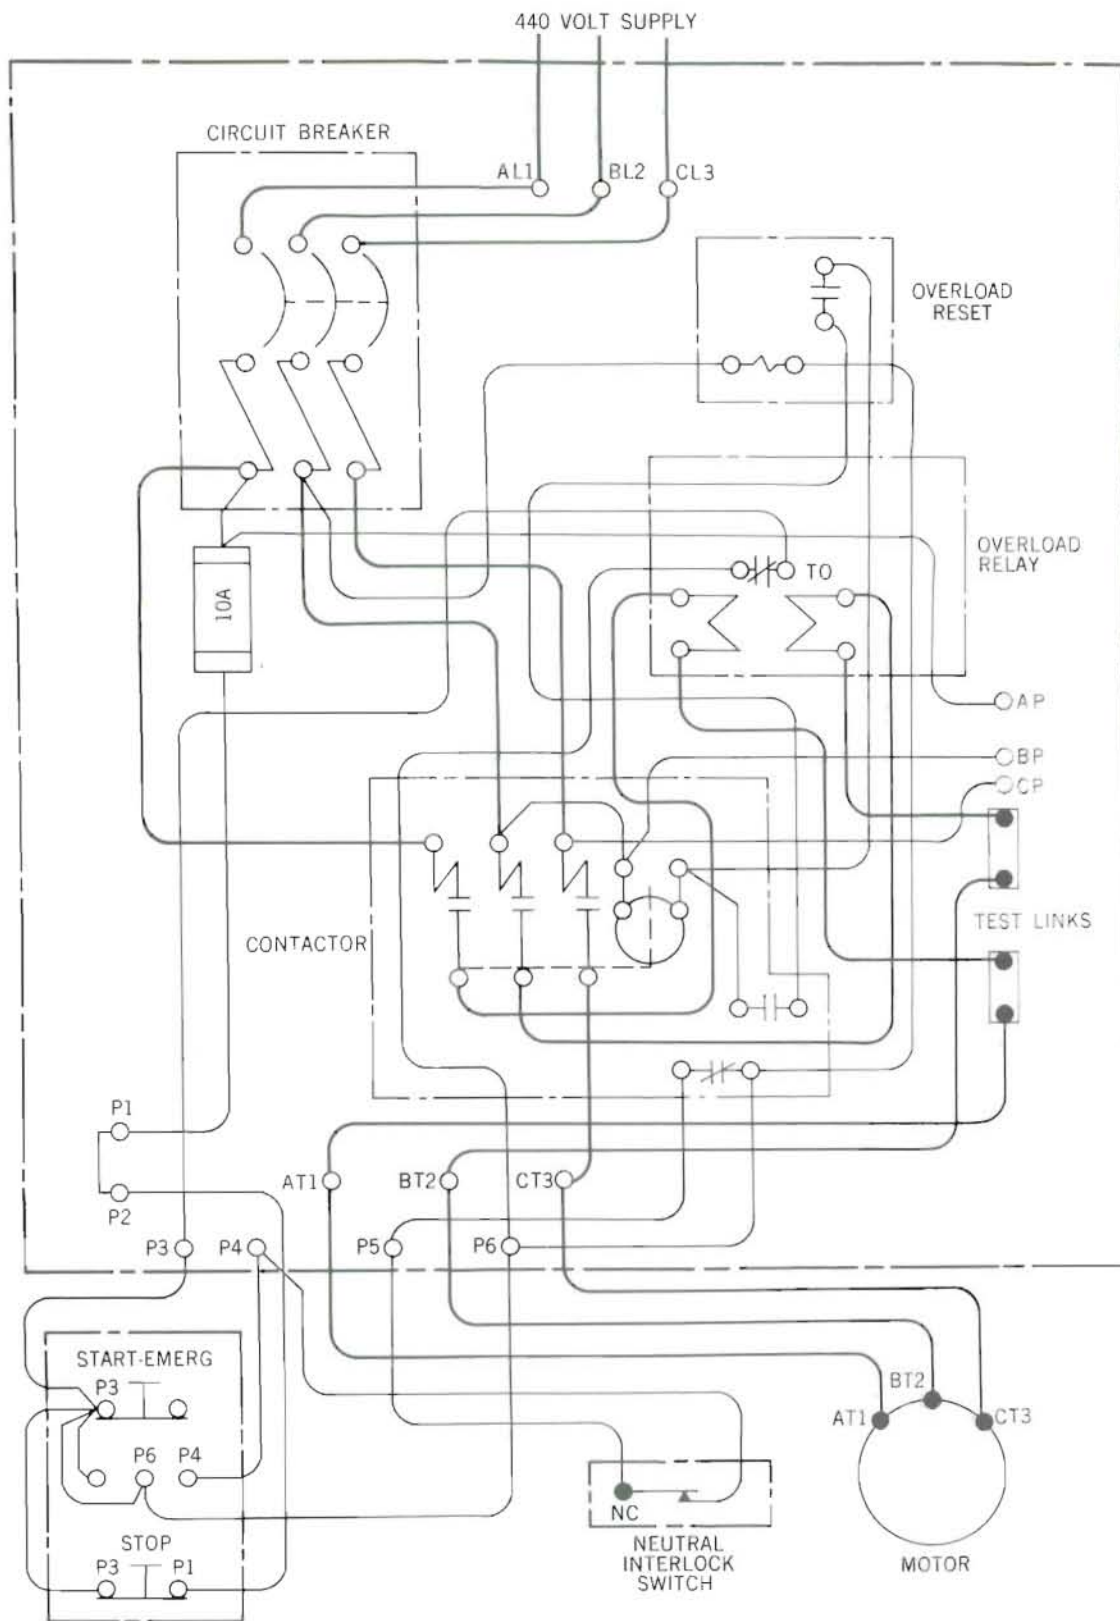 440 VOLT SUPPLY
CIRCUIT BREAKER
AL1
BL2
CL3
OVERLOAD
RESET
OVERLOAD
RELAY
TO
10A
AP
BP
CP
TEST LINKS
CONTACTOR
P1
P2
AT1
BT2
CT3
P3
P4
P5
P6
START-EMERG
P3
P6
P4
STOP
P3
P1
NC
NEUTRAL
INTERLOCK
SWITCH
BT2
AT1
CT3
MOTOR